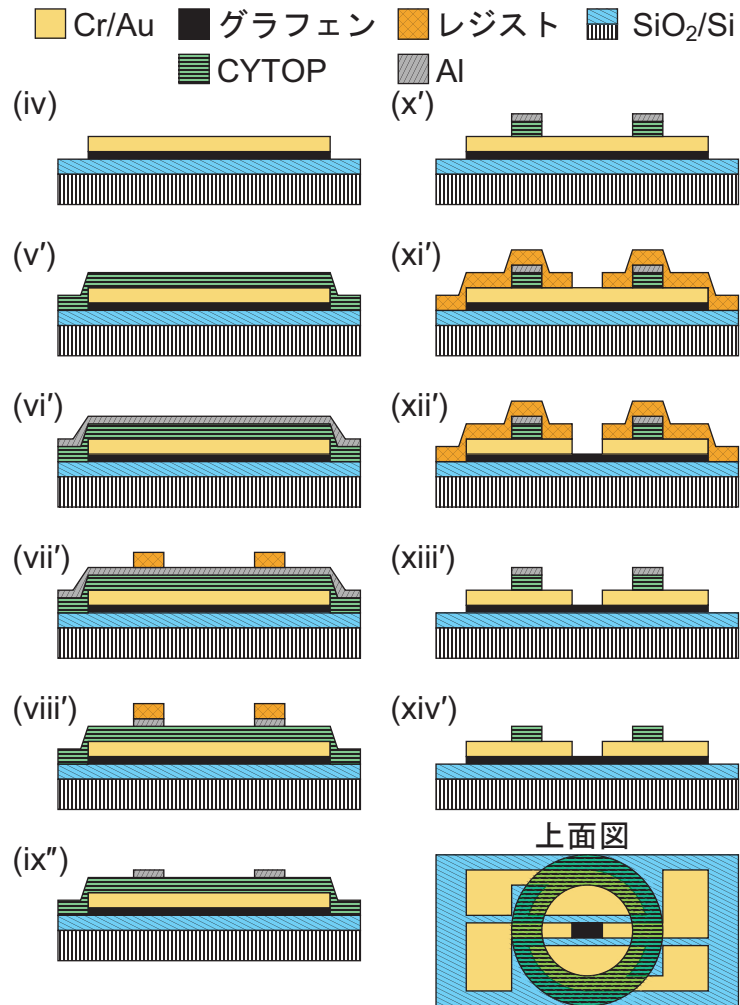 Cr/Au グラフェン レジスト SiO₂/Si
CYTOP Al
(iv)
(v′)
(vi′)
(vii′)
(viii′)
(ix″)
(x′)
(xi′)
(xii′)
(xiii′)
(xiv′)
上面図